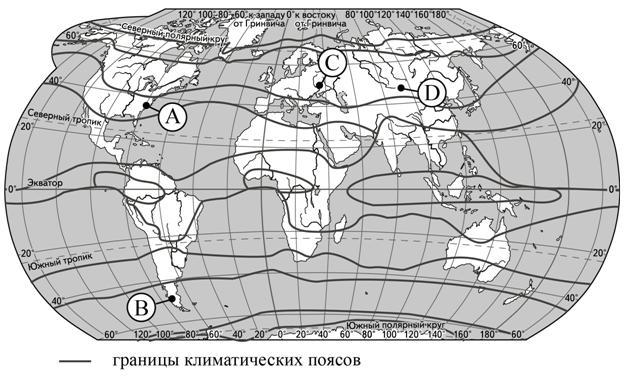 120°100°-80°-60°к западу 0°к востоку 80°100°120°140°160°
от Гринвича от Гринвича
Северный полярный круг
60° 60°
C
40° 40°
D
A
Северный тропик
20° 20°
Экватор
0° 0°
20° 20°
Южный тропик
40° 40°
B
Южный полярный круг
60° 120° 140° 120° 100° 80° 60° 40° 20° 0° 20° 40° 60° 80° 100° 120° 140° 160° 180° 60°
границы климатических поясов